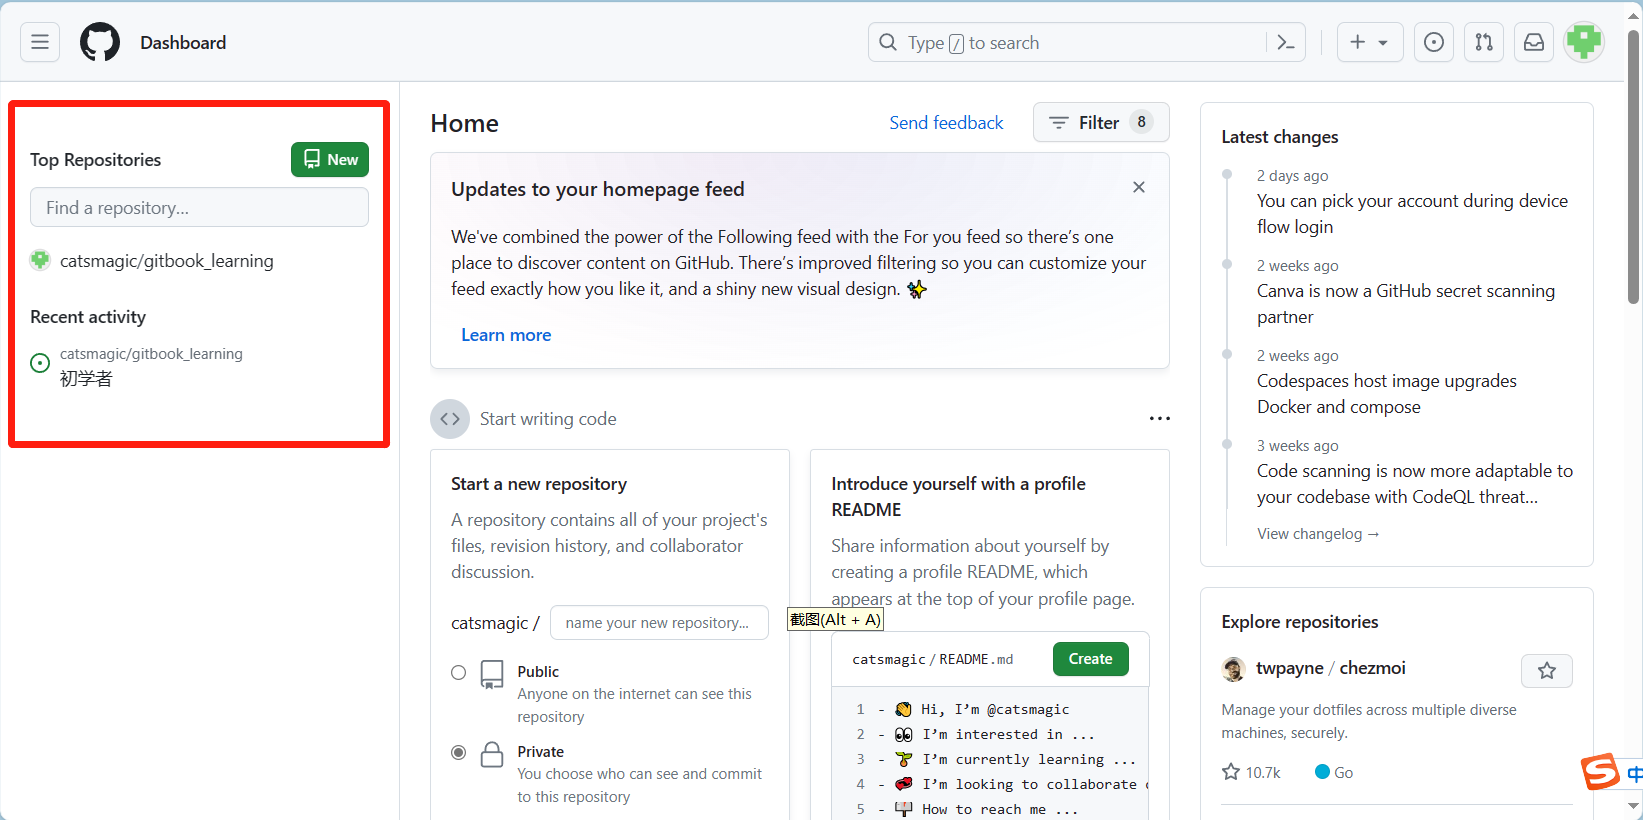 Dashboard
Type / to search
Top Repositories
New
Find a repository...
catsmagic/gitbook_learning
Recent activity
catsmagic/gitbook_learning
初学者
Home
Send feedback
Filter 8
Updates to your homepage feed
We've combined the power of the Following feed with the For you feed so there's one
place to discover content on GitHub. There's improved filtering so you can customize your
feed exactly how you like it, and a shiny new visual design. ✨
Learn more
Start writing code
Start a new repository
A repository contains all of your project's
files, revision history, and collaborator
discussion.
catsmagic /
name your new repository...
Public
Anyone on the internet can see this
repository
Private
You choose who can see and commit
to this repository
Introduce yourself with a profile
README
Share information about yourself by
creating a profile README, which
appears at the top of your profile page.
截图(Alt + A)
catsmagic / README.md
Create
1 - 👋 Hi, I'm @catsmagic
2 - 👀 I'm interested in ...
3 - 🌱 I'm currently learning ...
4 - 💞️ I'm looking to collaborate
5 - 📫 How to reach me ...
Latest changes
2 days ago
You can pick your account during device
flow login
2 weeks ago
Canva is now a GitHub secret scanning
partner
2 weeks ago
Codespaces host image upgrades
Docker and compose
3 weeks ago
Code scanning is now more adaptable to
your codebase with CodeQL threat...
View changelog →
Explore repositories
twpayne / chezmoi
Manage your dotfiles across multiple diverse
machines, securely.
10.7k
Go
S
中